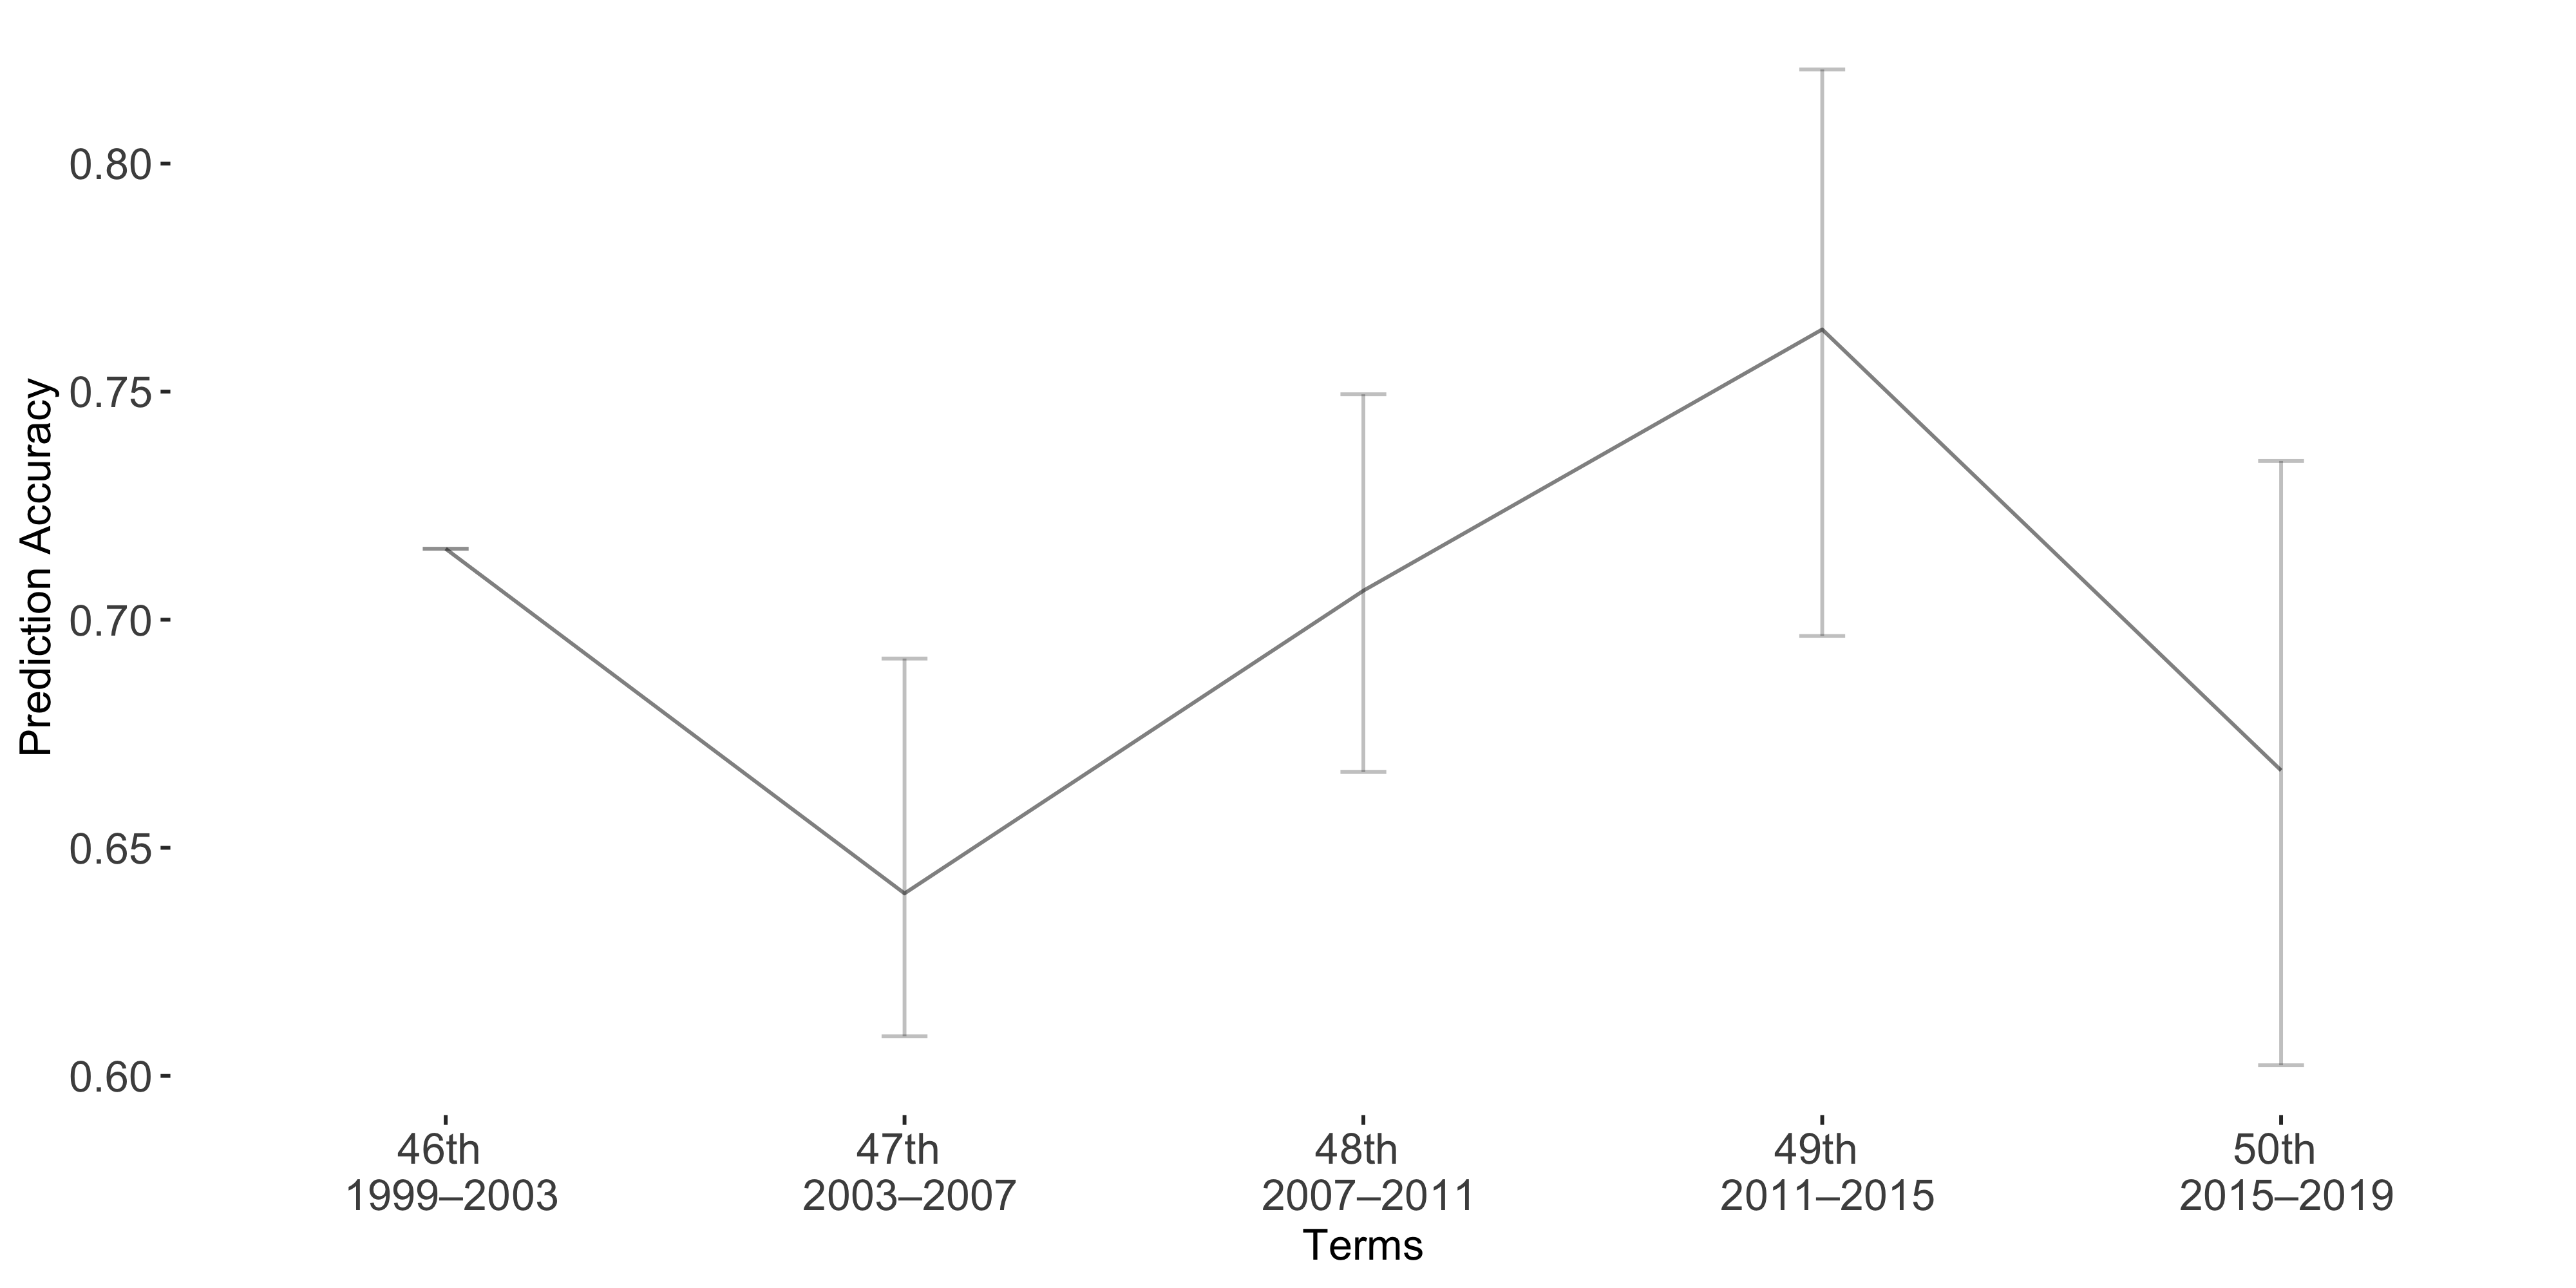 Prediction Accuracy
0.80
0.75
0.70
0.65
0.60
46th
1999–2003
47th
2003–2007
48th
2007–2011
49th
2011–2015
50th
2015–2019
Terms